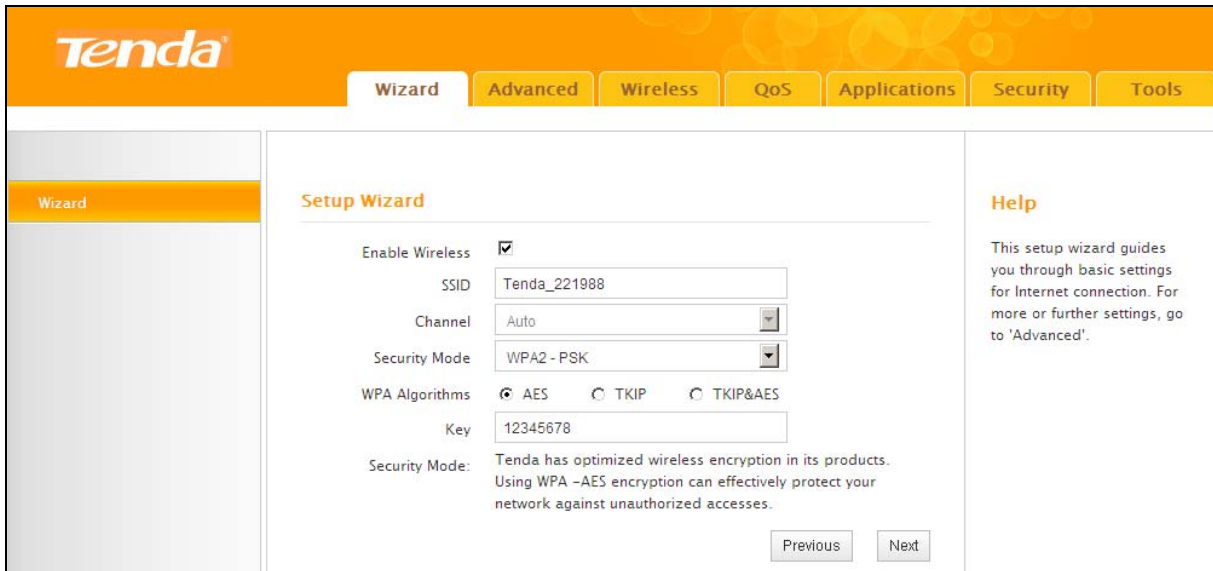 Tenda
Wizard Advanced Wireless QoS Applications Security Tools
Wizard
Setup Wizard
Enable Wireless
SSID Tenda_221988
Channel Auto
Security Mode WPA2 - PSK
WPA Algorithms AES TKIP TKIP&AES
Key 12345678
Security Mode: Tenda has optimized wireless encryption in its products.
Using WPA -AES encryption can effectively protect your
network against unauthorized accesses.
Previous Next
Help
This setup wizard guides
you through basic settings
for Internet connection. For
more or further settings, go
to 'Advanced'.